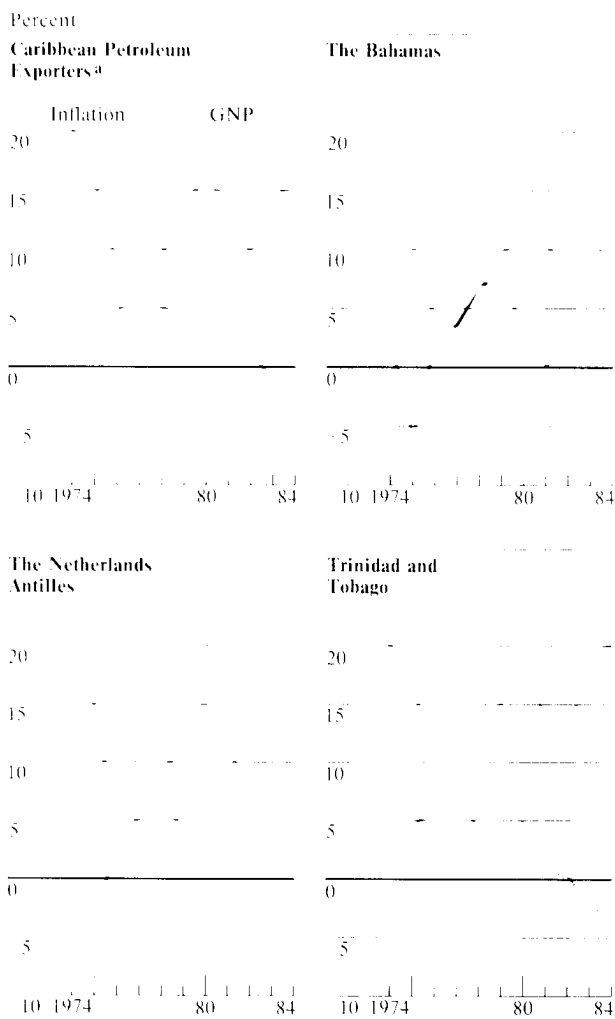 Percent
Caribbean Petroleum
Exporters a
Inflation GNP
20
15
10
5
0
5
10 1974 80 84
The Bahamas
20
15
10
5
0
-5
10 1974 80 84
The Netherlands
Antilles
20
15
10
5
0
5
10 1974 80 84
Trinidad and
Tobago
20
15
10
5
0
5
10 1974 80 84